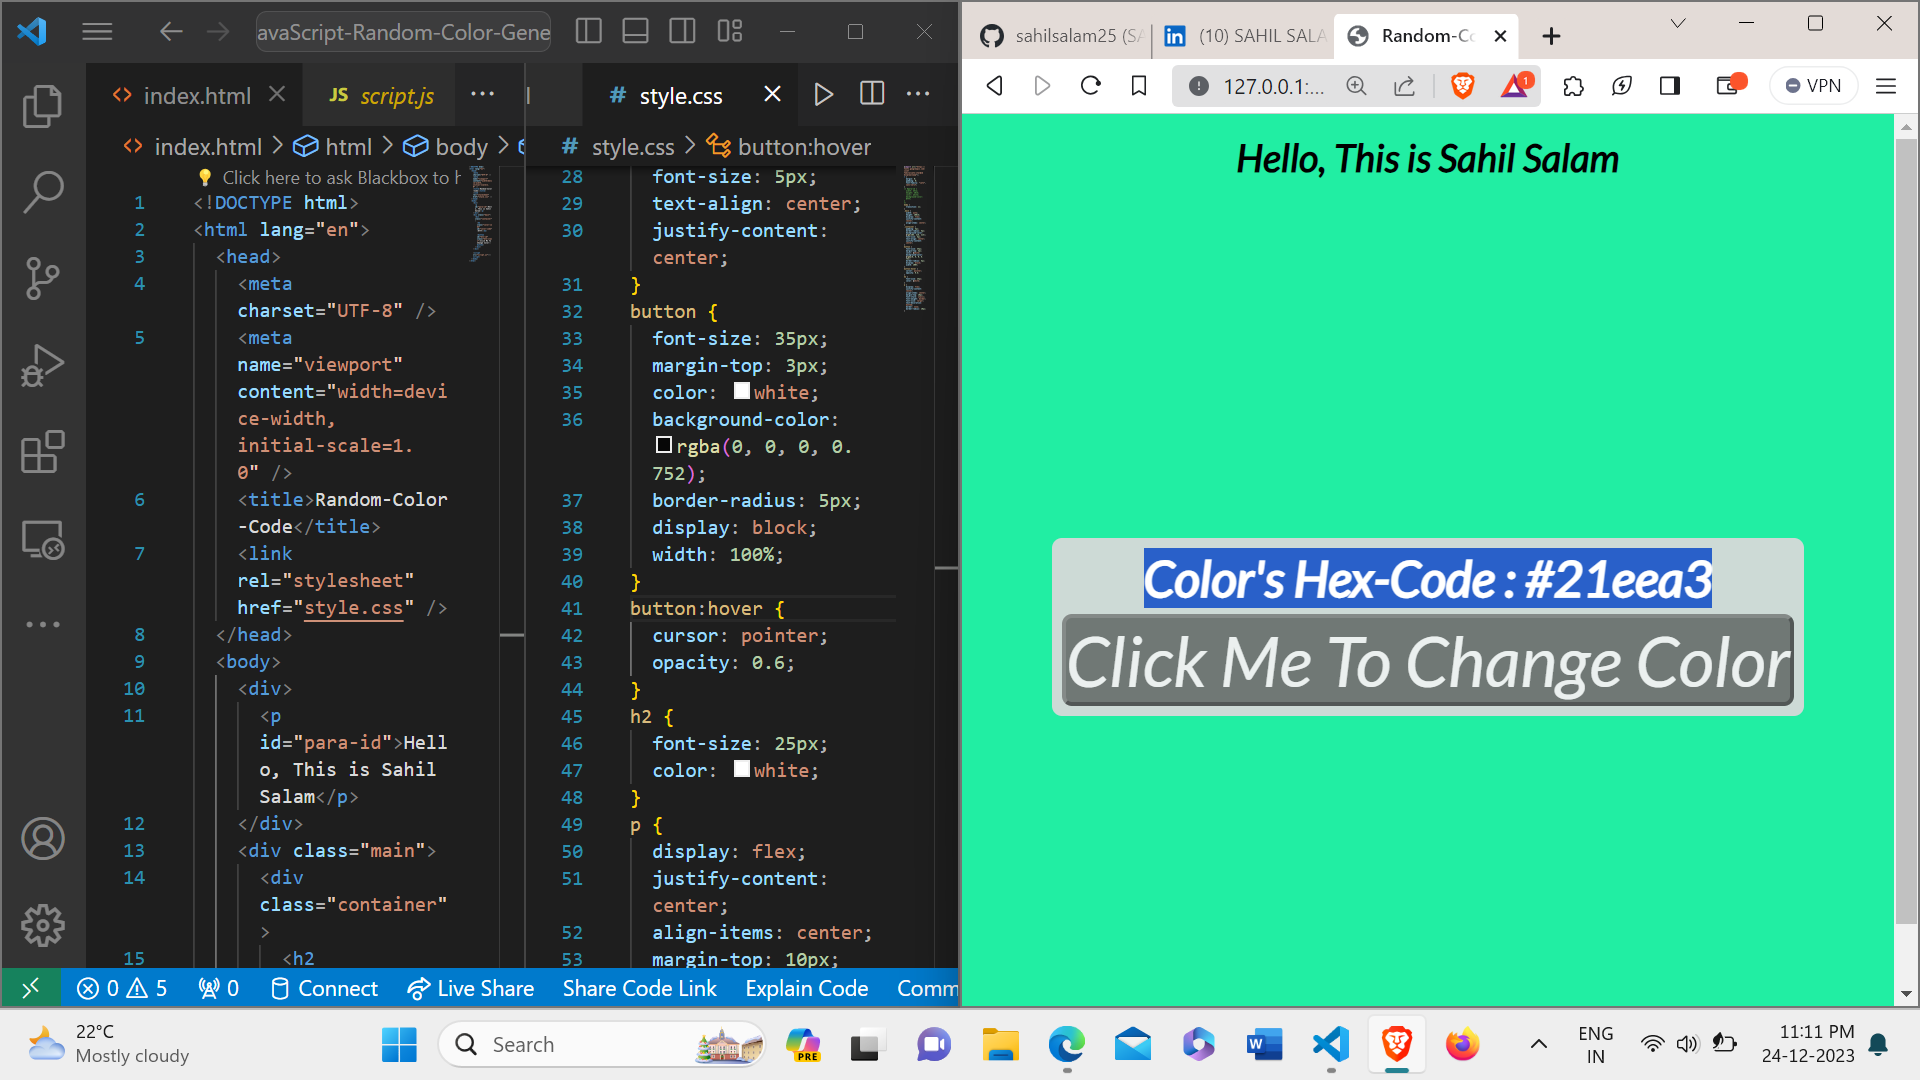 avaScript-Random-Color-Gene
index.html
JS script.js
# style.css
index.html > html > body >
# style.css > button:hover
Click here to ask Blackbox to h
1 <!DOCTYPE html>
2 <html lang="en">
3 <head>
4 <meta
charset="UTF-8" />
5 <meta
name="viewport"
content="width=devi
ce-width,
initial-scale=1.
0" />
6 <title>Random-Color
-Code</title>
7 <link
rel="stylesheet"
href="style.css" />
8 </head>
9 <body>
10 <div>
11 <p
id="para-id">Hell
o, This is Sahil
Salam</p>
12 </div>
13 <div class="main">
14 <div
class="container"
>
15 <h2
28 font-size: 5px;
29 text-align: center;
30 justify-content:
center;
31 }
32 button {
33 font-size: 35px;
34 margin-top: 3px;
35 color: white;
36 background-color:
rgba(0, 0, 0, 0.
752);
37 border-radius: 5px;
38 display: block;
39 width: 100%;
40 }
41 button:hover {
42 cursor: pointer;
43 opacity: 0.6;
44 }
45 h2 {
46 font-size: 25px;
47 color: white;
48 }
49 p {
50 display: flex;
51 justify-content:
center;
52 align-items: center;
53 margin-top: 10px;
0 5 0 Connect Live Share Share Code Link Explain Code Comm
sahilsalam25 (SA
in (10) SAHIL SALA
Random-Co
127.0.0.1:...
1
VPN
Hello, This is Sahil Salam
Color's Hex-Code : #21eea3
Click Me To Change Color
22°C
Mostly cloudy
Search
PRE
W
ENG
IN
11:11 PM
24-12-2023